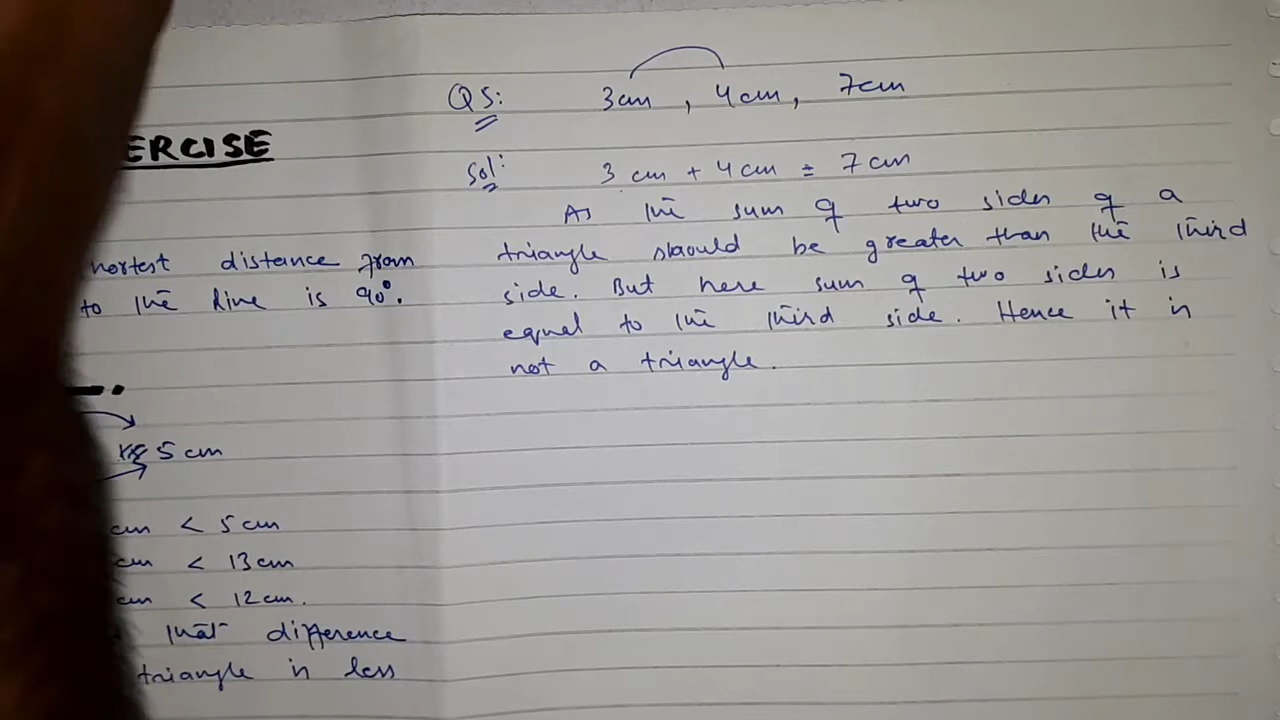 ERCISE
hortest distance from
to the line is 90°.
5 cm
cm < 5 cm
cm < 13 cm
cm < 12 cm.
that difference
triangle is less
Q5: 3cm , 4cm , 7cm
Sol: 3 cm + 4 cm = 7 cm
As the sum of two sides of a
triangle should be greater than the third
side. But here sum of two sides is
equal to the third side. Hence it is
not a triangle.